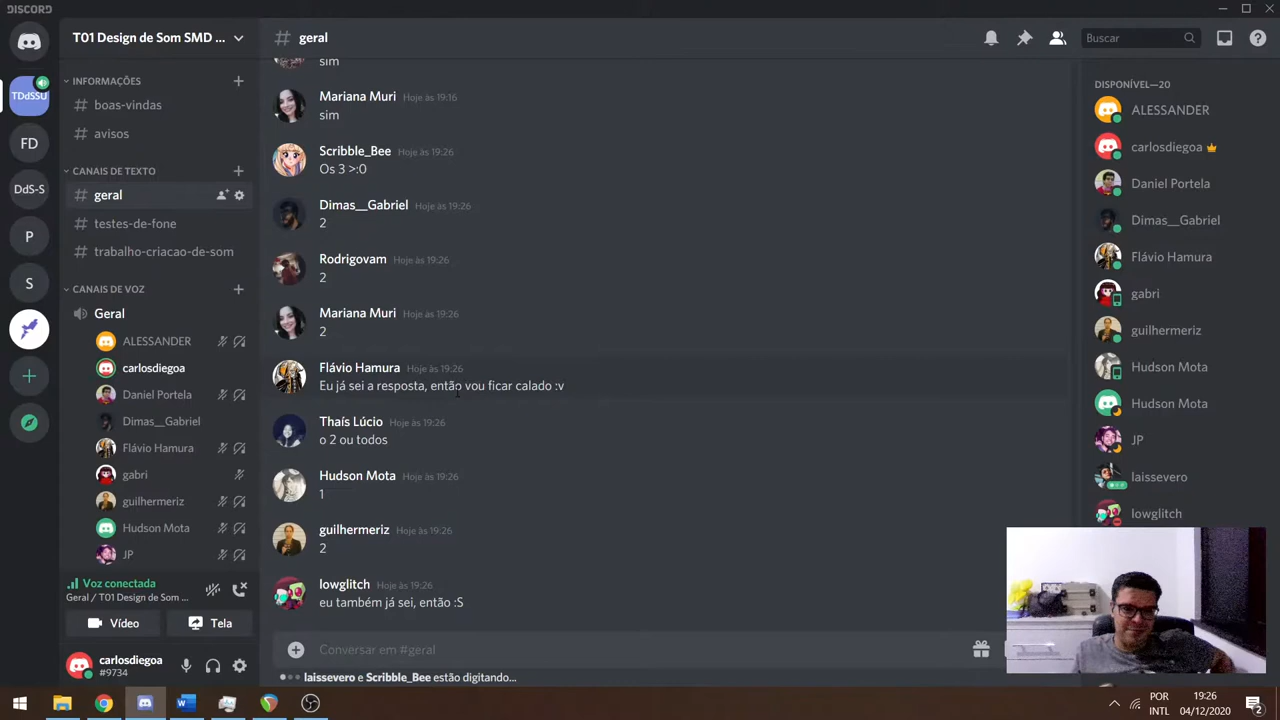 DISCORD
T01 Design de Som SMD ...
INFORMAÇÕES
boas-vindas
avisos
CANAIS DE TEXTO
geral
testes-de-fone
trabalho-criacao-de-som
CANAIS DE VOZ
Geral
ALESSANDER
carlosdiegoa
Daniel Portela
Dimas__Gabriel
Flávio Hamura
gabri
guilhermeriz
Hudson Mota
JP
Voz conectada
Geral / T01 Design de Som ...
Vídeo
Tela
carlosdiegoa
#9734
TDdSSU
FD
DdS-S
P
S
# geral
Buscar
sim
Mariana Muri Hoje às 19:16
sim
Scribble_Bee Hoje às 19:26
Os 3 >:0
Dimas__Gabriel Hoje às 19:26
2
Rodrigovam Hoje às 19:26
2
Mariana Muri Hoje às 19:26
2
Flávio Hamura Hoje às 19:26
Eu já sei a resposta, então vou ficar calado :v
Thaís Lúcio Hoje às 19:26
o 2 ou todos
Hudson Mota Hoje às 19:26
1
guilhermeriz Hoje às 19:26
2
lowglitch Hoje às 19:26
eu também já sei, então :S
Conversar em #geral
laissevero e Scribble_Bee estão digitando...
DISPONÍVEL—20
ALESSANDER
carlosdiegoa
Daniel Portela
Dimas__Gabriel
Flávio Hamura
gabri
guilhermeriz
Hudson Mota
Hudson Mota
JP
laissevero
lowglitch
POR
INTL
19:26
04/12/2020
2